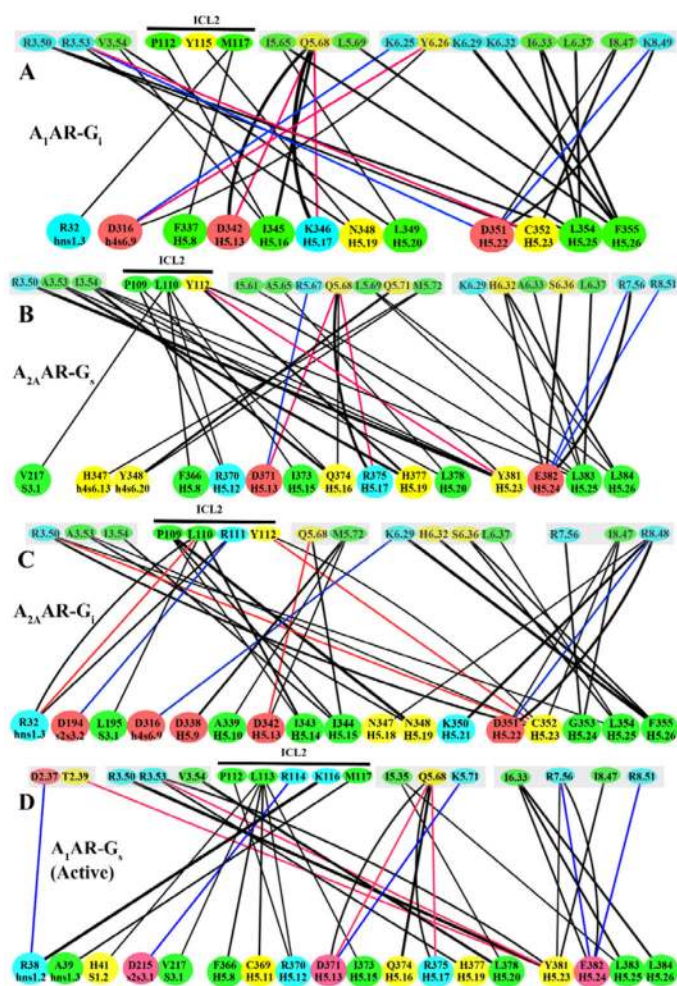 ICL2
R3.50 R3.53 V3.54 P112 Y115 M117 I5.65 Q5.68 L5.69 K6.25 Y6.26 K6.29 K6.32 I6.33 L6.37 I8.47 K8.49
A
A1AR-Gi
R32 D316 F337 D342 I345 K346 N348 L349 D351 C352 L354 F355
hns1.3 h4s6.9 H5.8 H5.13 H5.16 H5.17 H5.19 H5.20 H5.22 H5.23 H5.25 H5.26
ICL2
R3.50 A3.53 I3.54 P109 L110 Y112 I5.61 A5.65 R5.67 Q5.68 L5.69 Q5.71 M5.72 K6.29 H6.32 A6.33 S6.36 L6.37 R7.56 R8.51
B
A2AAR-Gs
V217 H347 Y348 F366 R370 D371 I373 Q374 R375 H377 L378 Y381 E382 L383 L384
S3.1 h4s6.13 h4s6.20 H5.8 H5.12 H5.13 H5.15 H5.16 H5.17 H5.19 H5.20 H5.23 H5.24 H5.25 H5.26
ICL2
R3.50 A3.53 I3.54 P109 L110 R111 Y112 Q5.68 M5.72 K6.29 H6.32 S6.36 L6.37 R7.56 I8.47 R8.48
C
A2AAR-Gi
R32 D194 L195 D316 D338 A339 D342 I343 I344 N347 N348 K350 D351 C352 G353 L354 F355
hns1.3 s2s3.2 S3.1 h4s6.9 H5.9 H5.10 H5.13 H5.14 H5.15 H5.18 H5.19 H5.21 H5.22 H5.23 H5.24 H5.25 H5.26
ICL2
D2.37 T2.39 R3.50 R3.53 V3.54 P112 L113 R114 K116 M117 I5.35 Q5.68 K5.71 I6.33 R7.56 I8.47 R8.51
D
A1AR-Gs
(Active)
R38 A39 H41 D215 V217 F366 C369 R370 D371 I373 Q374 R375 H377 L378 Y381 E382 L383 L384
hns1.2 hns1.3 S1.2 s2s3.1 S3.1 H5.8 H5.11 H5.12 H5.13 H5.15 H5.16 H5.17 H5.19 H5.20 H5.23 H5.24 H5.25 H5.26